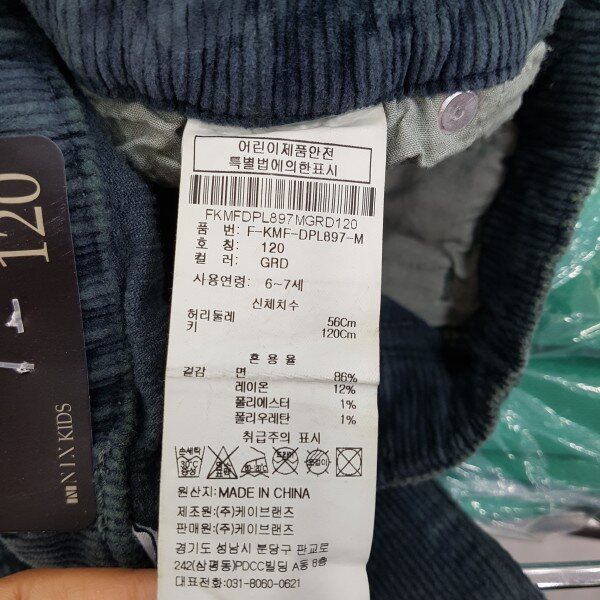 어린이제품안전
특별법에의한표시
FKMFDPL897MGRD120
품 번: F-KMF-DPL897-M
호 칭: 120
컬 러: GRD
사용연령: 6~7세
신체치수
허리둘레 56Cm
키 120Cm
혼 용 율
겉감 면 86%
레이온 12%
폴리에스터 1%
폴리우레탄 1%
취급주의 표시
손세탁
원산지: MADE IN CHINA
제조원: (주)케이브랜즈
판매원: (주)케이브랜즈
경기도 성남시 분당구 판교로
242(삼평동)PDCC빌딩 A동 8층
대표전화: 031-8060-0621
120
NIX KIDS